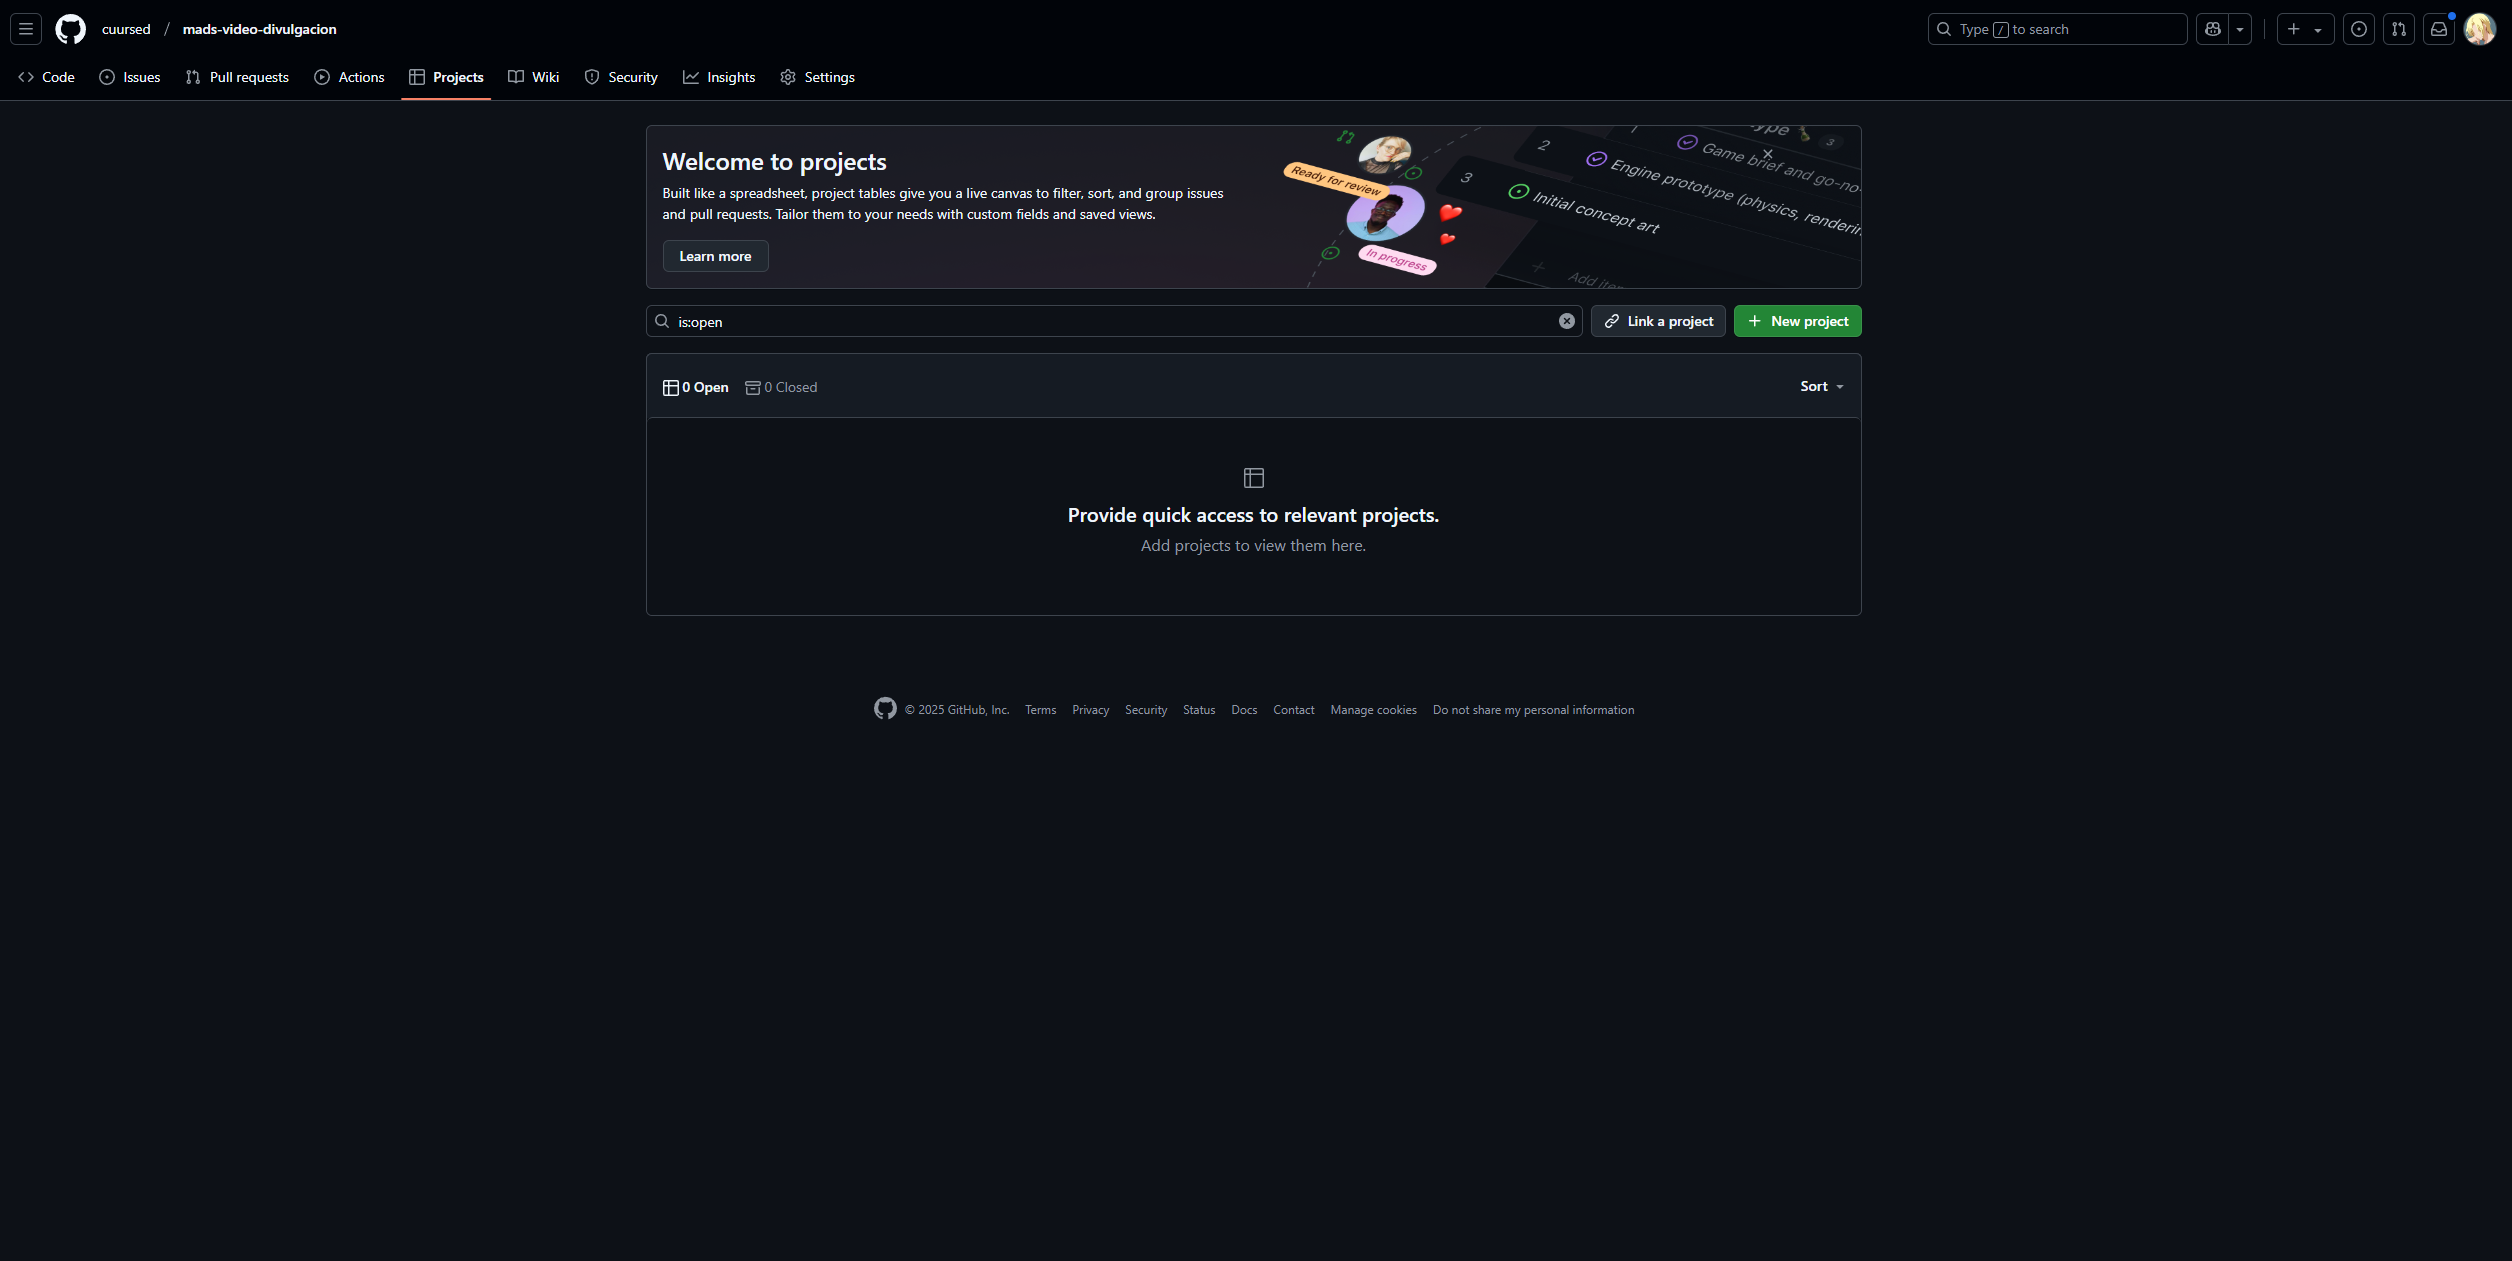 cuursed / mads-video-divulgacion
Type / to search
Code Issues Pull requests Actions Projects Wiki Security Insights Settings
Welcome to projects
Built like a spreadsheet, project tables give you a live canvas to filter, sort, and group issues
and pull requests. Tailor them to your needs with custom fields and saved views.
Learn more
Ready for review
In progress
1
3
2 Engine prototype (physics, renderin
Game brief and go-no-
3 Initial concept art
is:open
Link a project
New project
0 Open 0 Closed
Sort
Provide quick access to relevant projects.
Add projects to view them here.
© 2025 GitHub, Inc. Terms Privacy Security Status Docs Contact Manage cookies Do not share my personal information